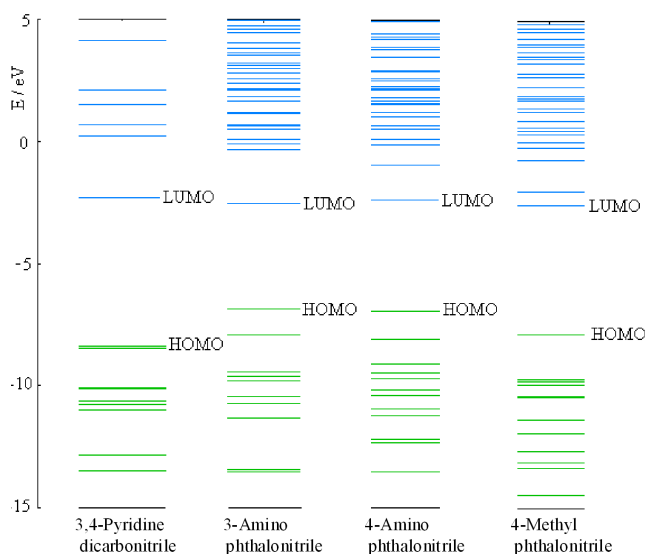 5
E / eV
0
LUMO
LUMO
LUMO
LUMO
-5
HOMO
HOMO
HOMO
HOMO
-10
-15
3,4-Pyridine
dicarbonitrile
3-Amino
phthalonitrile
4-Amino
phthalonitrile
4-Methyl
phthalonitrile